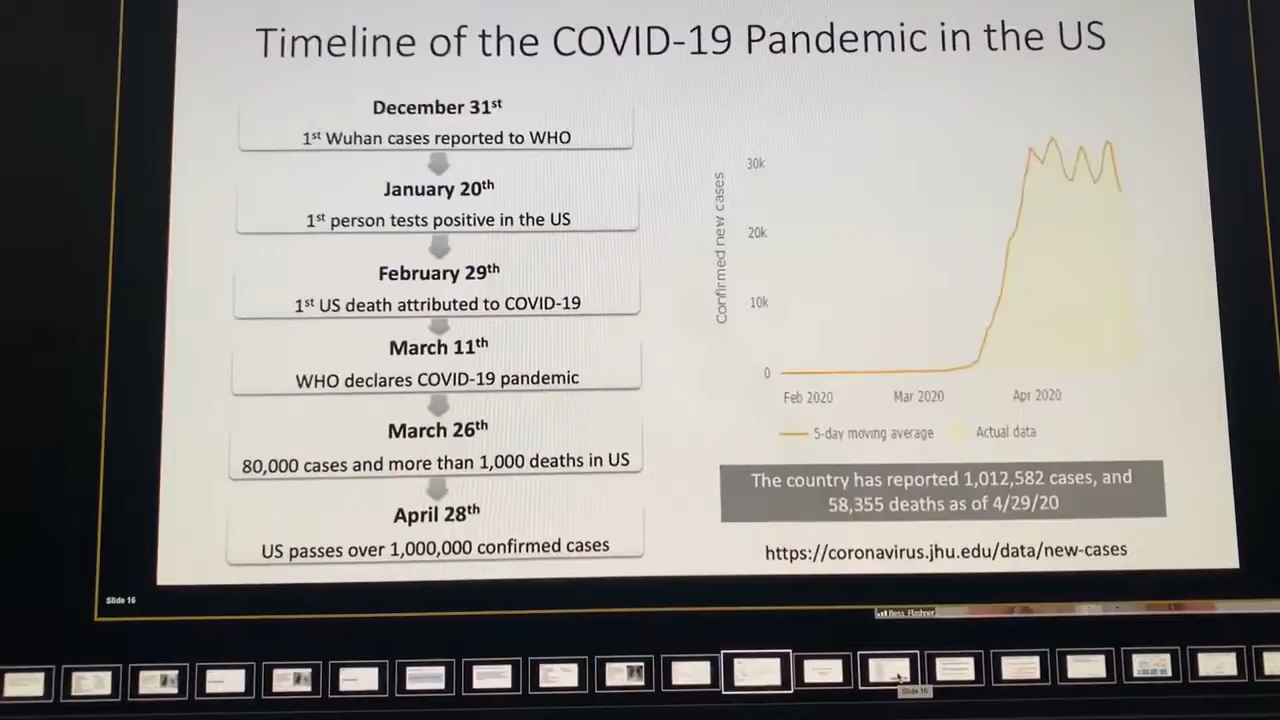 Timeline of the COVID-19 Pandemic in the US
December 31st
1st Wuhan cases reported to WHO
January 20th
1st person tests positive in the US
February 29th
1st US death attributed to COVID-19
March 11th
WHO declares COVID-19 pandemic
March 26th
80,000 cases and more than 1,000 deaths in US
April 28th
US passes over 1,000,000 confirmed cases
Confirmed new cases
30k
20k
10k
0
Feb 2020 Mar 2020 Apr 2020
5-day moving average Actual data
The country has reported 1,012,582 cases, and
58,355 deaths as of 4/29/20
https://coronavirus.jhu.edu/data/new-cases
Slide 16
Bess_Flashner
Slide 16